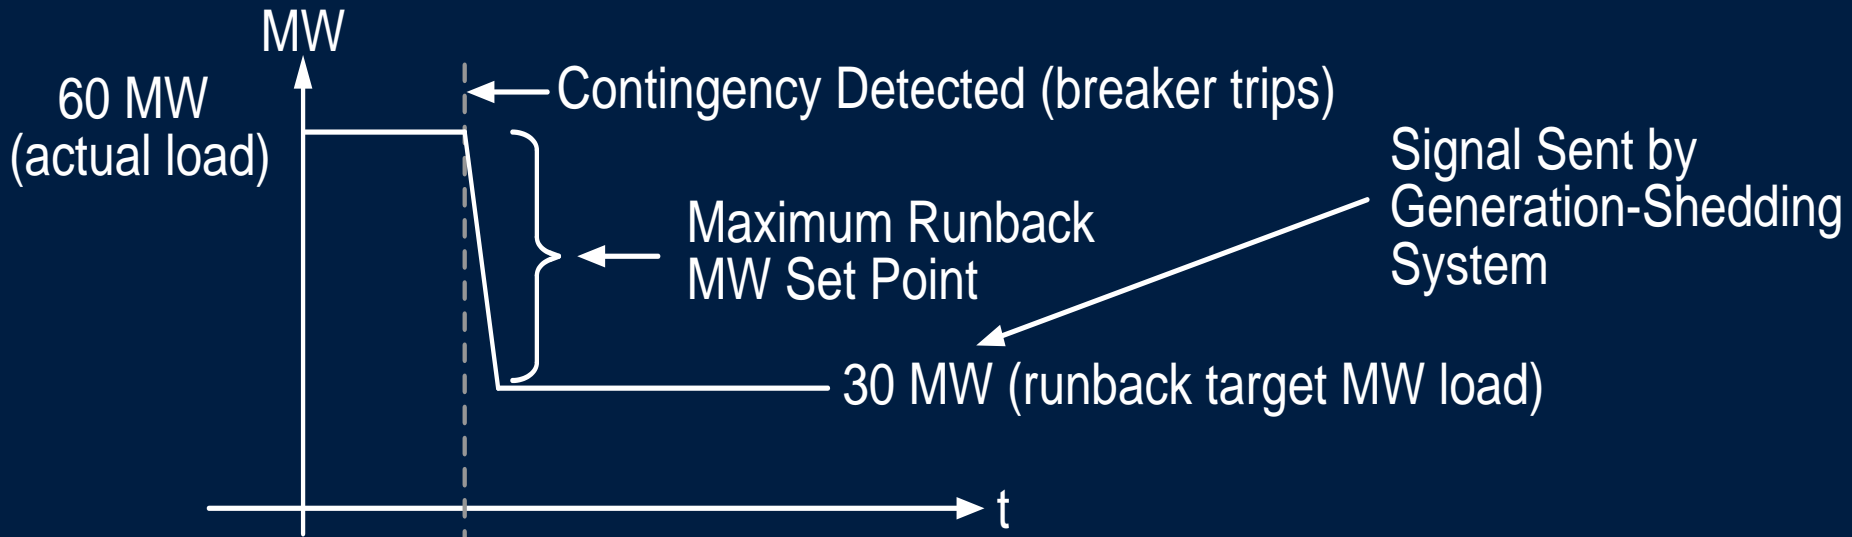 MW
60 MW
(actual load)
Contingency Detected (breaker trips)
Signal Sent by
Generation-Shedding
System
Maximum Runback
MW Set Point
30 MW (runback target MW load)
t